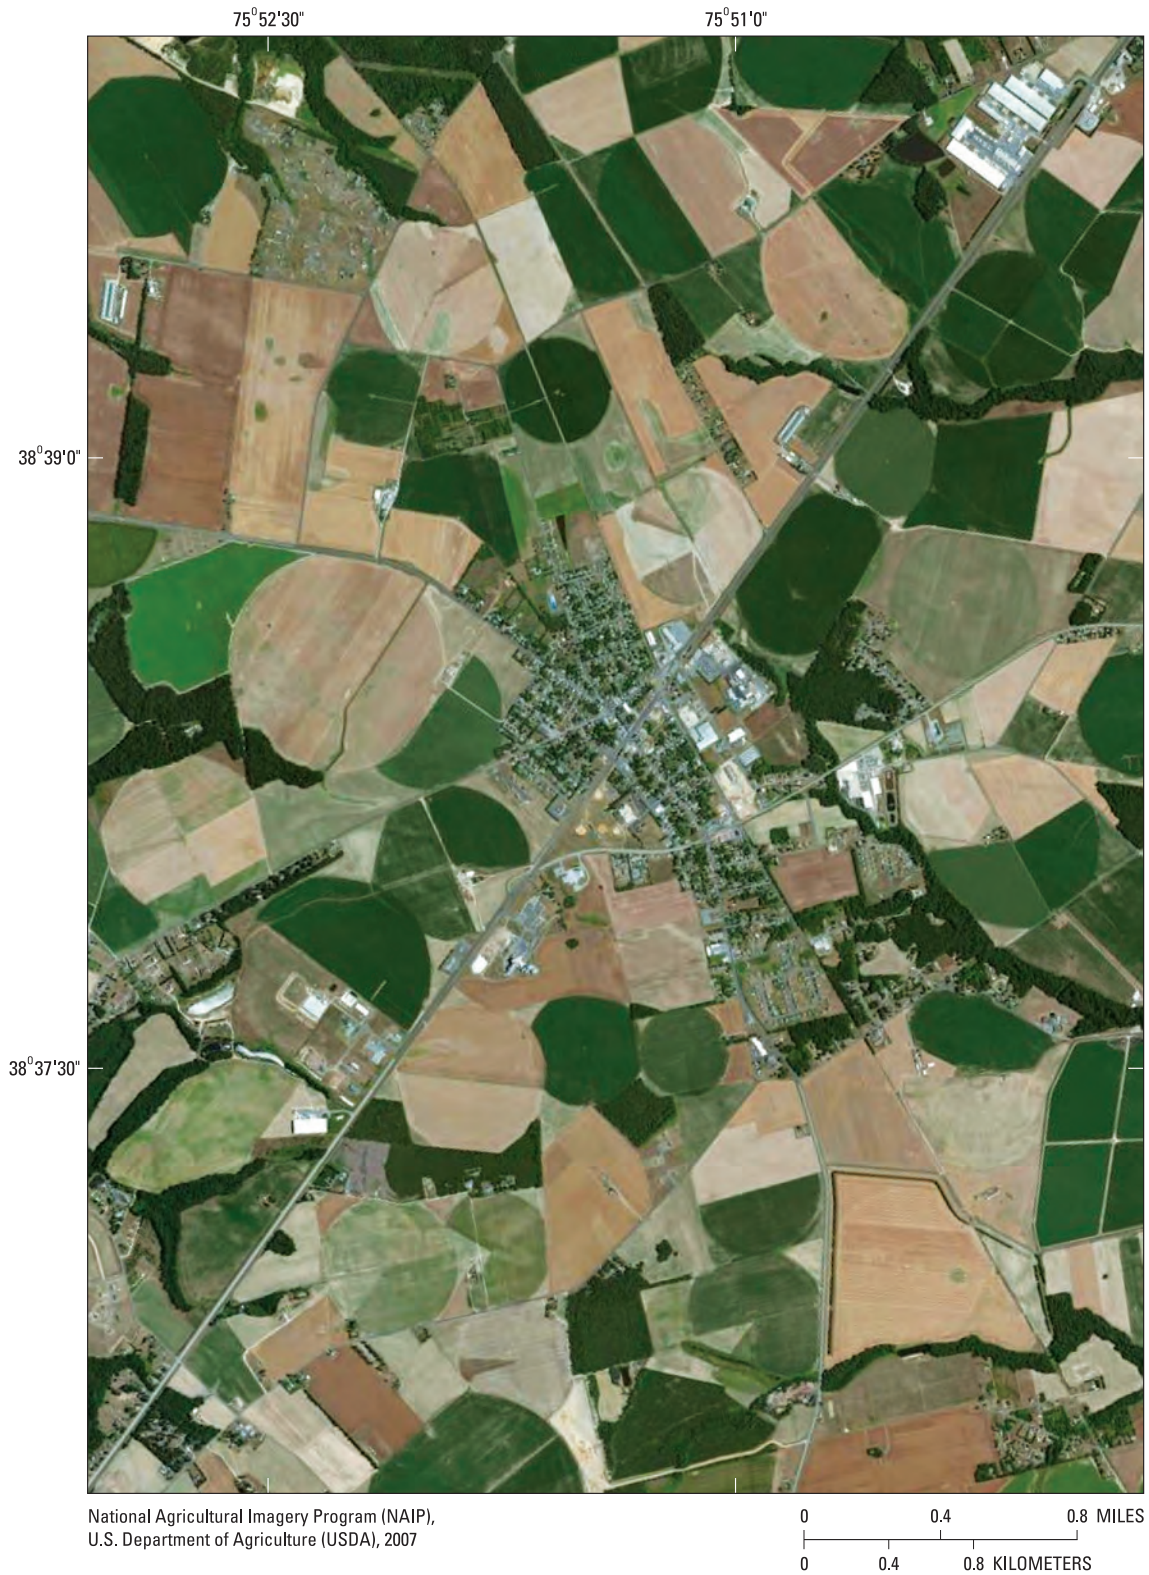 75°52'30" 75°51'0"
38°39'0"
38°37'30"
National Agricultural Imagery Program (NAIP),
U.S. Department of Agriculture (USDA), 2007
0 0.4 0.8 MILES
0 0.4 0.8 KILOMETERS